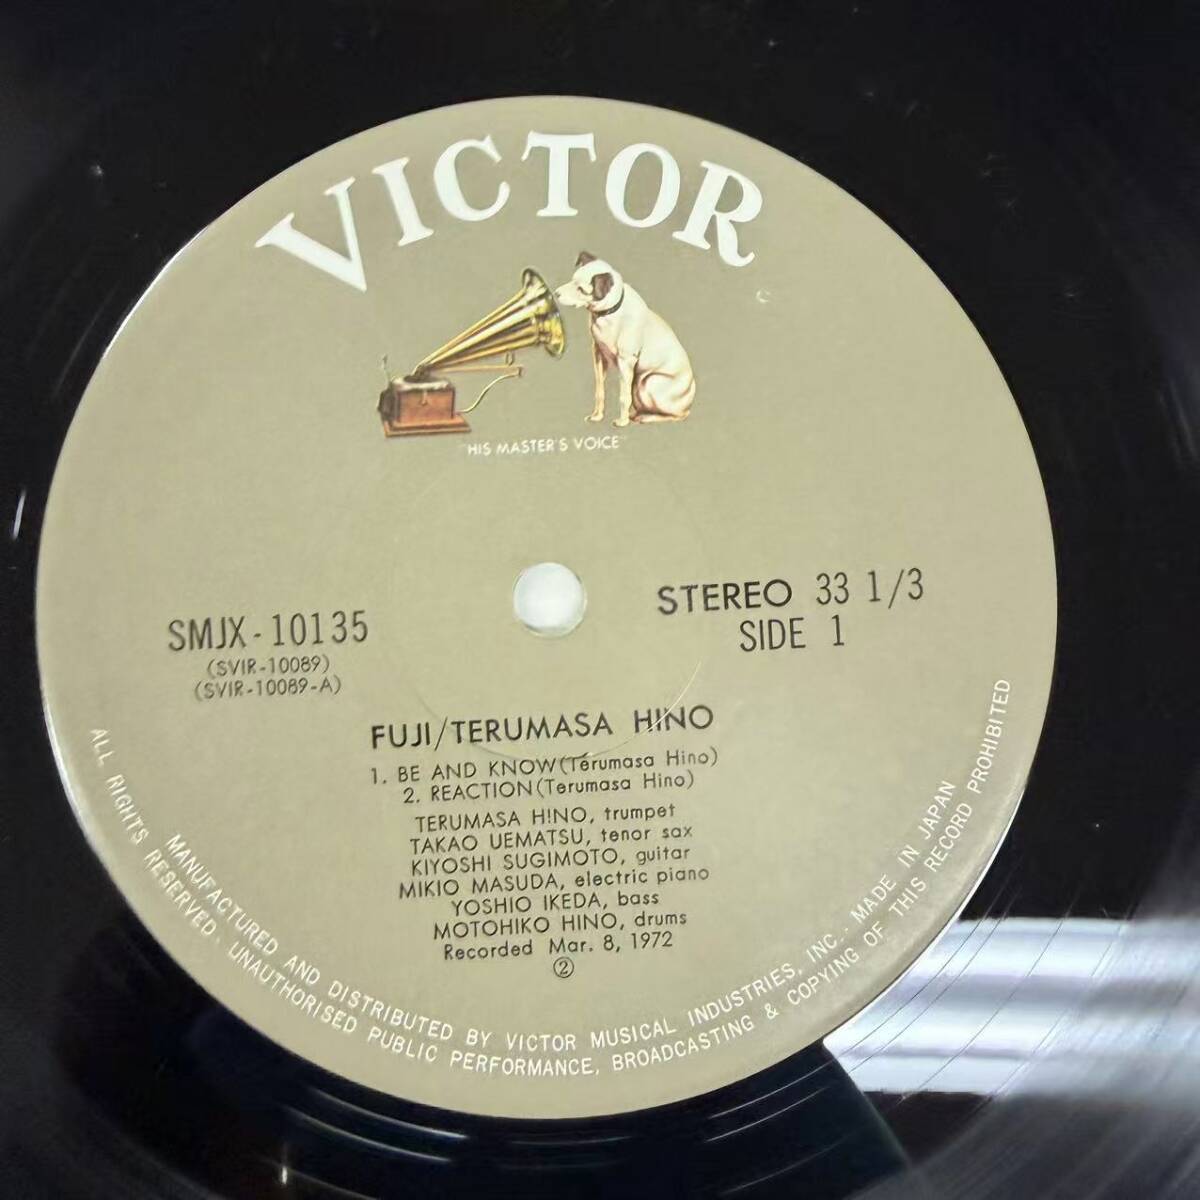 VICTOR
"HIS MASTER'S VOICE"
STEREO 33 1/3
SIDE 1
SMJX-10135
(SVIR-10089)
(SVIR-10089-A)
FUJI/TERUMASA HINO
1. BE AND KNOW(Terumasa Hino)
2. REACTION(Terumasa Hino)
TERUMASA HINO, trumpet
TAKAO UEMATSU, tenor sax
KIYOSHI SUGIMOTO, guitar
MIKIO MASUDA, electric piano
YOSHIO IKEDA, bass
MOTOHIKO HINO, drums
Recorded Mar. 8, 1972
②
MANUFACTURED AND DISTRIBUTED BY VICTOR MUSICAL INDUSTRIES, INC. · MADE IN JAPAN
ALL RIGHTS RESERVED · UNAUTHORISED PUBLIC PERFORMANCE, BROADCASTING & COPYING OF THIS RECORD PROHIBITED